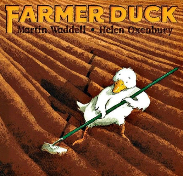 FARMER DUCK
Martin Waddell • Helen Oxenbury